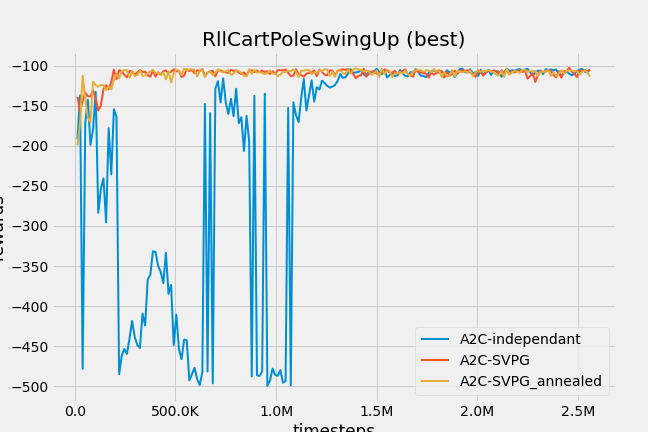 RllCartPoleSwingUp (best)
−100
−150
−200
−250
−300
−350
−400
−450
−500
rewards
A2C-independant
A2C-SVPG
A2C-SVPG_annealed
0.0 500.0K 1.0M 1.5M 2.0M 2.5M
timesteps